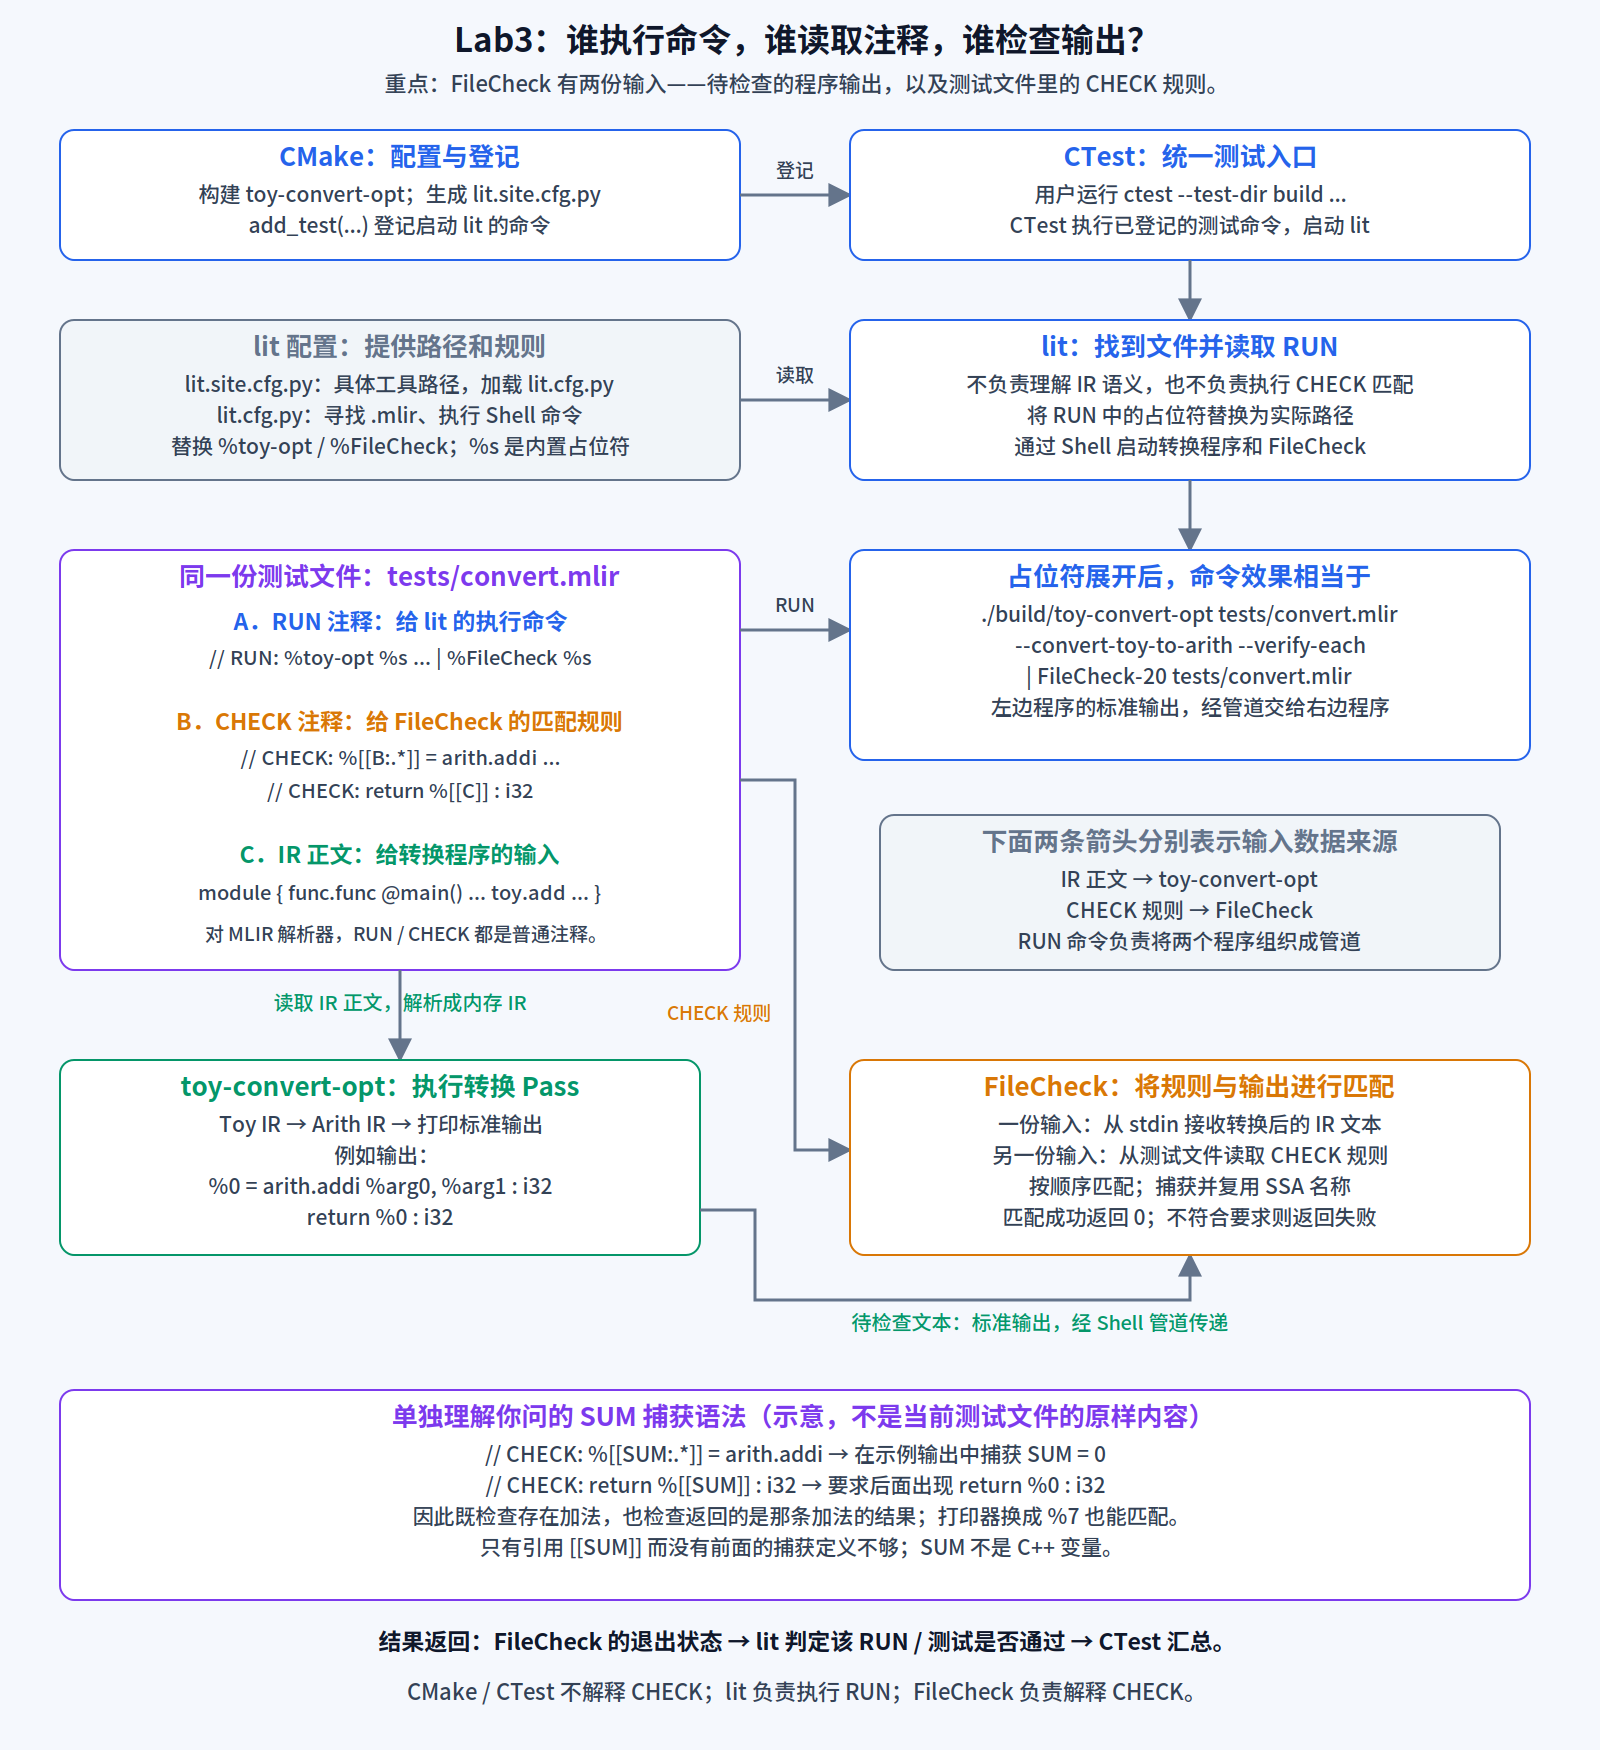 Lab3：谁执行命令，谁读取注释，谁检查输出？
重点：FileCheck 有两份输入——待检查的程序输出，以及测试文件里的 CHECK 规则。
CMake：配置与登记
构建 toy-convert-opt；生成 lit.site.cfg.py
add_test(...) 登记启动 lit 的命令
登记
CTest：统一测试入口
用户运行 ctest --test-dir build ...
CTest 执行已登记的测试命令，启动 lit
lit 配置：提供路径和规则
lit.site.cfg.py：具体工具路径，加载 lit.cfg.py
lit.cfg.py：寻找 .mlir、执行 Shell 命令
替换 %toy-opt / %FileCheck；%s 是内置占位符
读取
lit：找到文件并读取 RUN
不负责理解 IR 语义，也不负责执行 CHECK 匹配
将 RUN 中的占位符替换为实际路径
通过 Shell 启动转换程序和 FileCheck
同一份测试文件：tests/convert.mlir
A．RUN 注释：给 lit 的执行命令
// RUN: %toy-opt %s ... | %FileCheck %s
B．CHECK 注释：给 FileCheck 的匹配规则
// CHECK: %[[B:.*]] = arith.addi ...
// CHECK: return %[[C]] : i32
C．IR 正文：给转换程序的输入
module { func.func @main() ... toy.add ... }
对 MLIR 解析器，RUN / CHECK 都是普通注释。
RUN
占位符展开后，命令效果相当于
./build/toy-convert-opt tests/convert.mlir
--convert-toy-to-arith --verify-each
| FileCheck-20 tests/convert.mlir
左边程序的标准输出，经管道交给右边程序
下面两条箭头分别表示输入数据来源
IR 正文 → toy-convert-opt
CHECK 规则 → FileCheck
RUN 命令负责将两个程序组织成管道
读取 IR 正文，解析成内存 IR
CHECK 规则
toy-convert-opt：执行转换 Pass
Toy IR → Arith IR → 打印标准输出
例如输出：
%0 = arith.addi %arg0, %arg1 : i32
return %0 : i32
FileCheck：将规则与输出进行匹配
一份输入：从 stdin 接收转换后的 IR 文本
另一份输入：从测试文件读取 CHECK 规则
按顺序匹配；捕获并复用 SSA 名称
匹配成功返回 0；不符合要求则返回失败
待检查文本：标准输出，经 Shell 管道传递
单独理解你问的 SUM 捕获语法（示意，不是当前测试文件的原样内容）
// CHECK: %[[SUM:.*]] = arith.addi → 在示例输出中捕获 SUM = 0
// CHECK: return %[[SUM]] : i32 → 要求后面出现 return %0 : i32
因此既检查存在加法，也检查返回的是那条加法的结果；打印器换成 %7 也能匹配。
只有引用 [[SUM]] 而没有前面的捕获定义不够；SUM 不是 C++ 变量。
结果返回：FileCheck 的退出状态 → lit 判定该 RUN / 测试是否通过 → CTest 汇总。
CMake / CTest 不解释 CHECK；lit 负责执行 RUN；FileCheck 负责解释 CHECK。